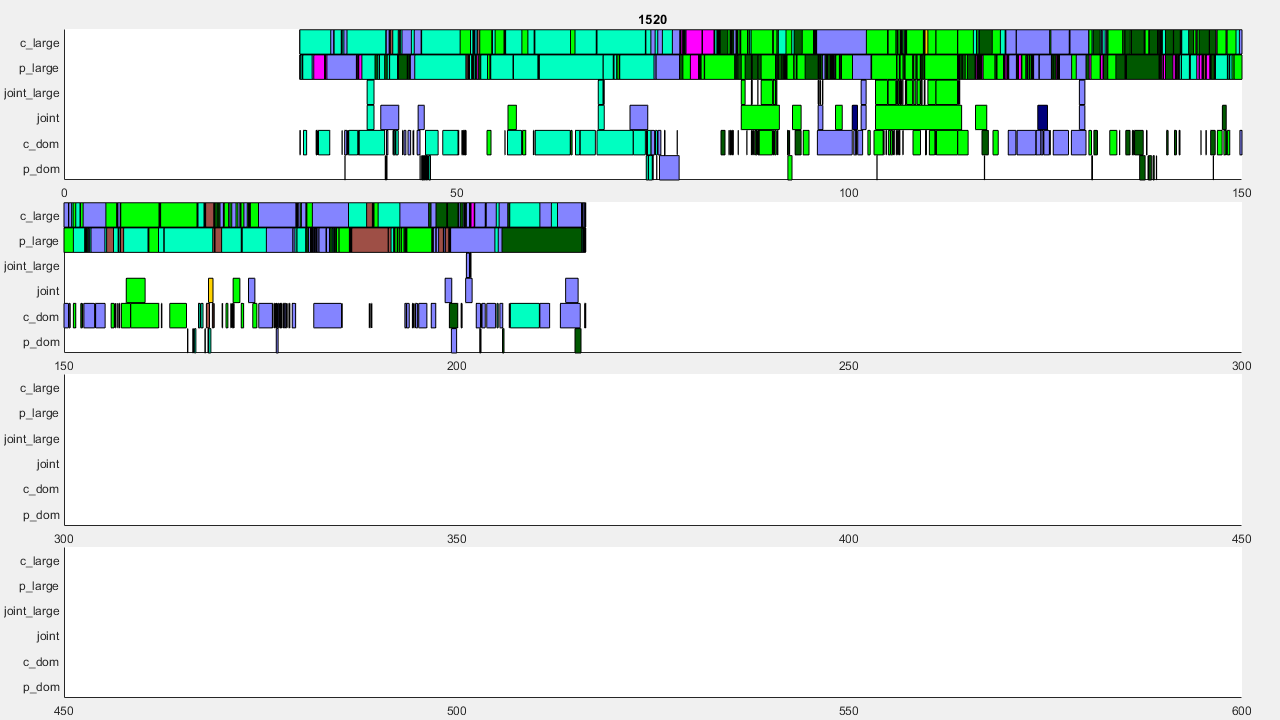 1520
c_large
p_large
joint_large
joint
c_dom
p_dom
0 50 100 150
c_large
p_large
joint_large
joint
c_dom
p_dom
150 200 250 300
c_large
p_large
joint_large
joint
c_dom
p_dom
300 350 400 450
c_large
p_large
joint_large
joint
c_dom
p_dom
450 500 550 600